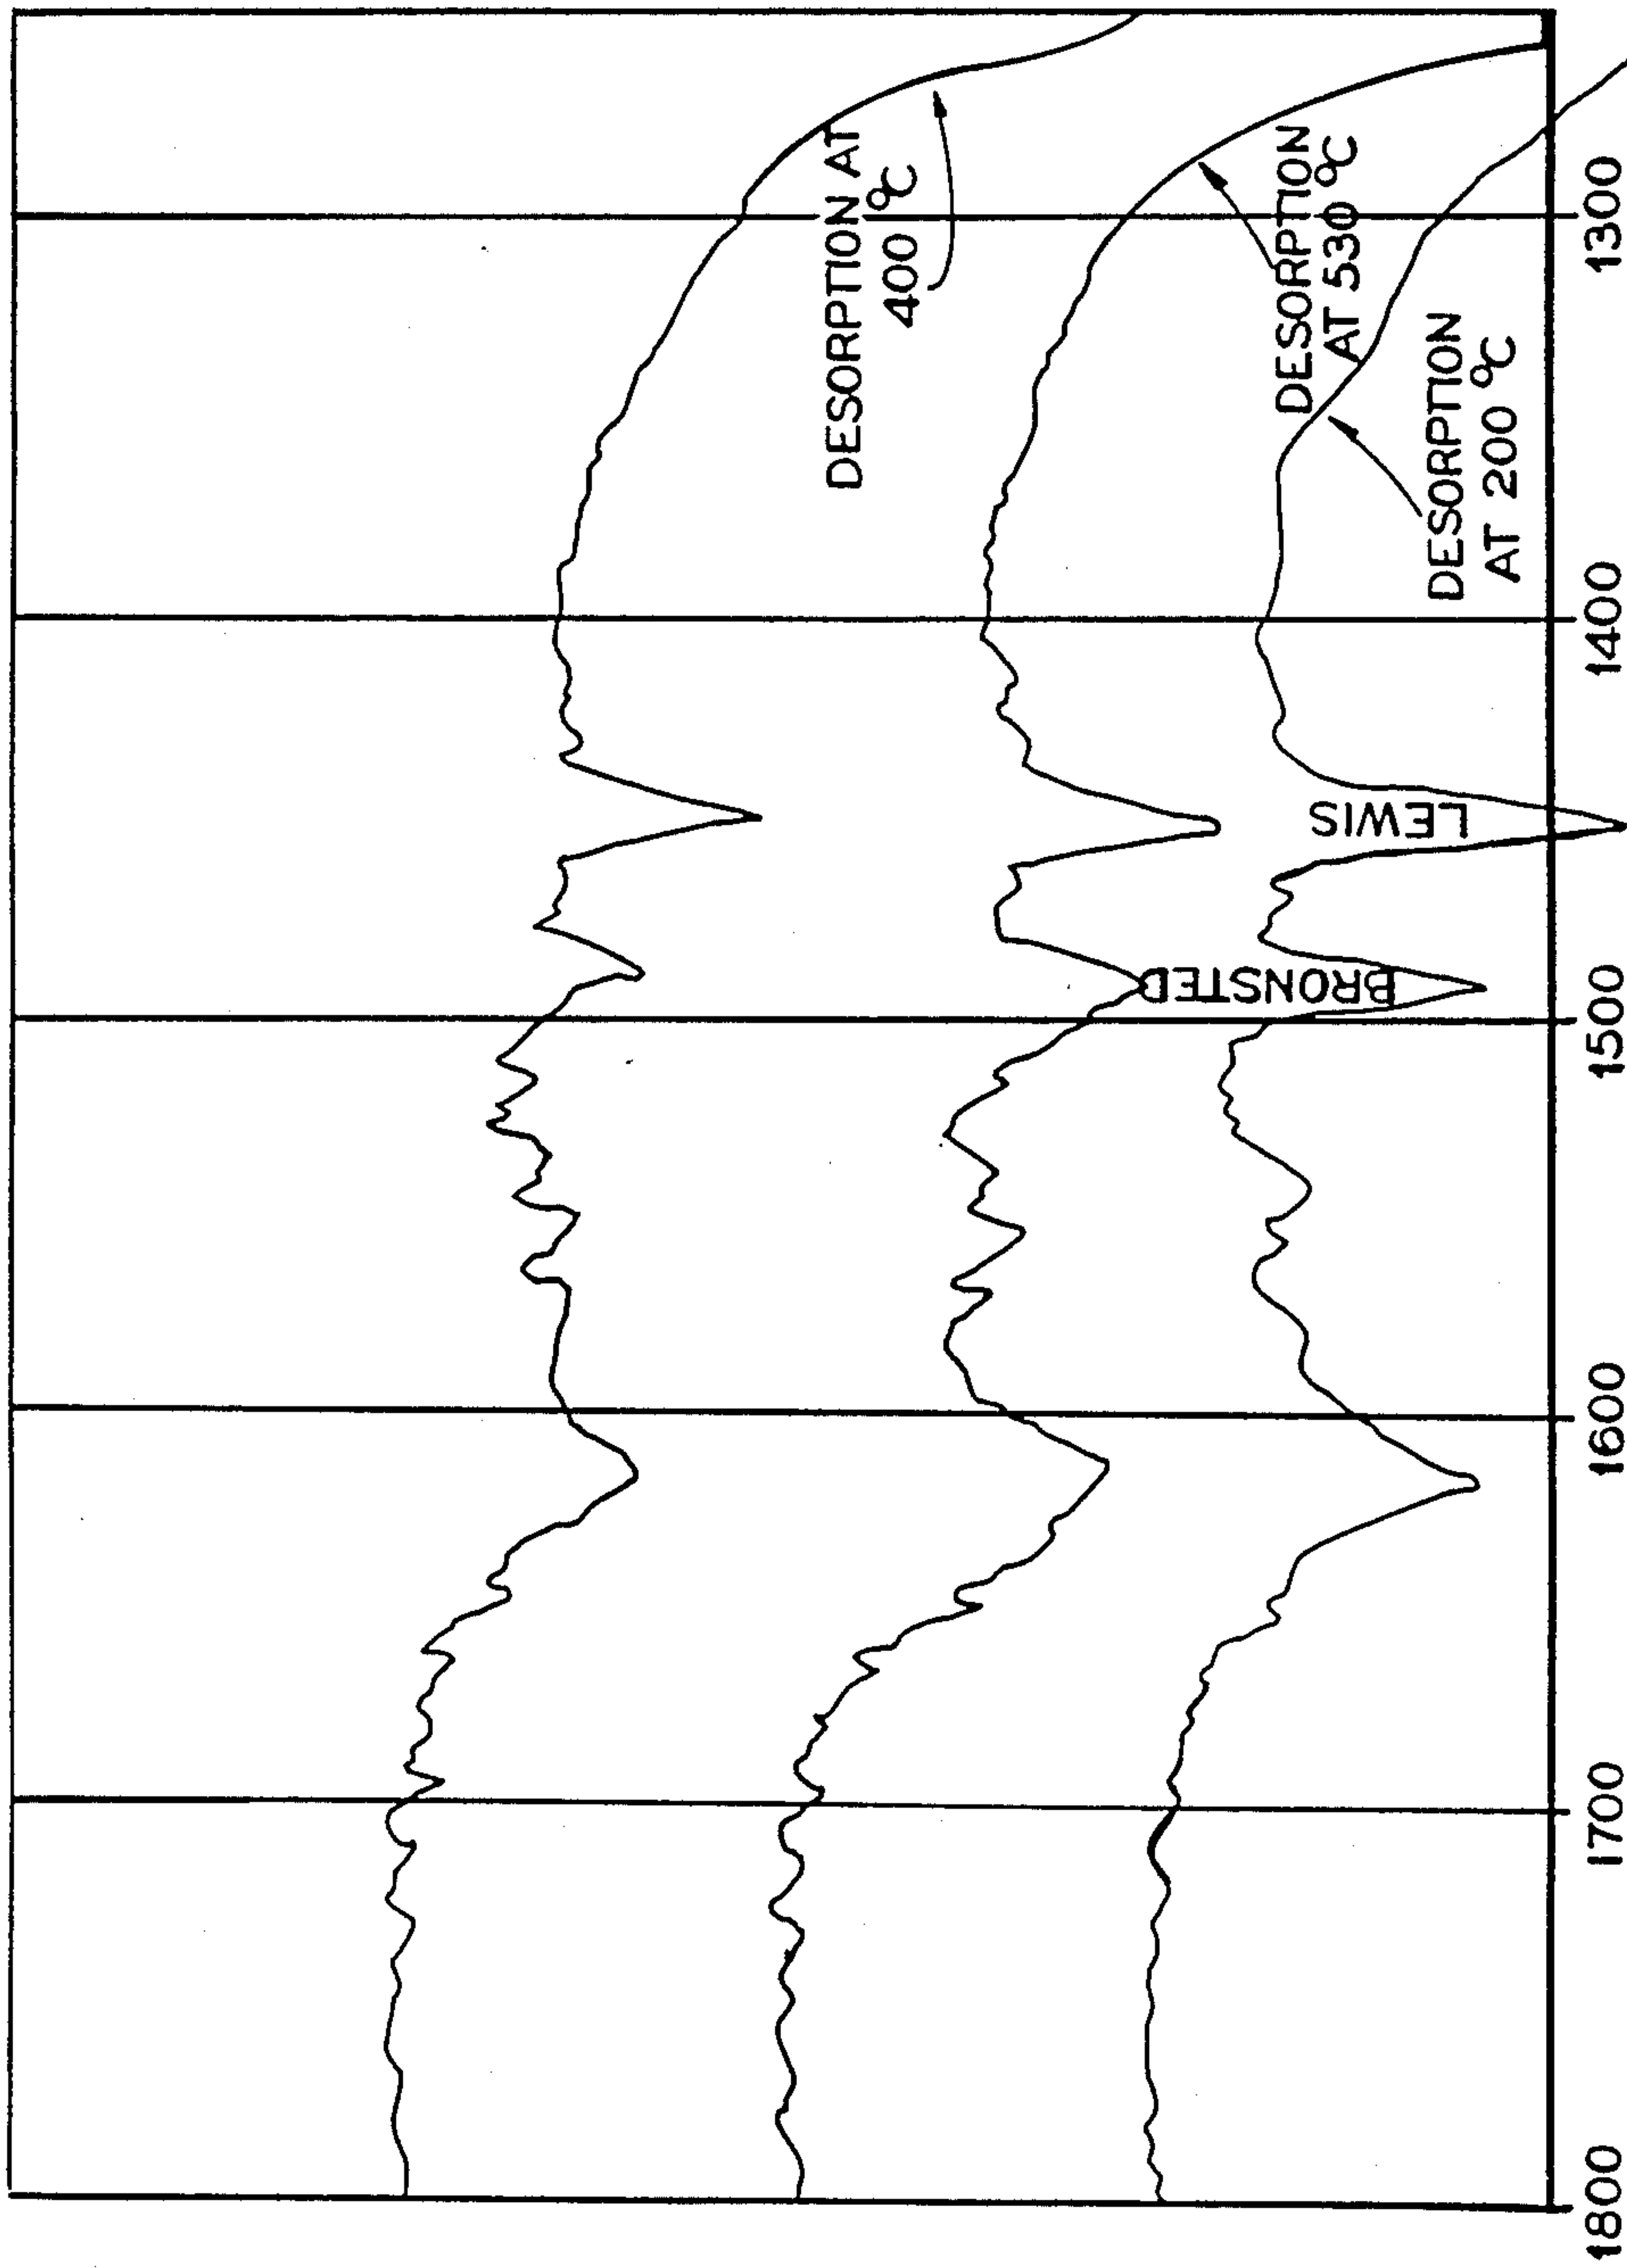 DESORPTION AT
400 °C
DESORPTION
AT 530 °C
DESORPTION
AT 200 °C
LEWIS
BRONSTED
1800
1700
1600
1500
1400
1300